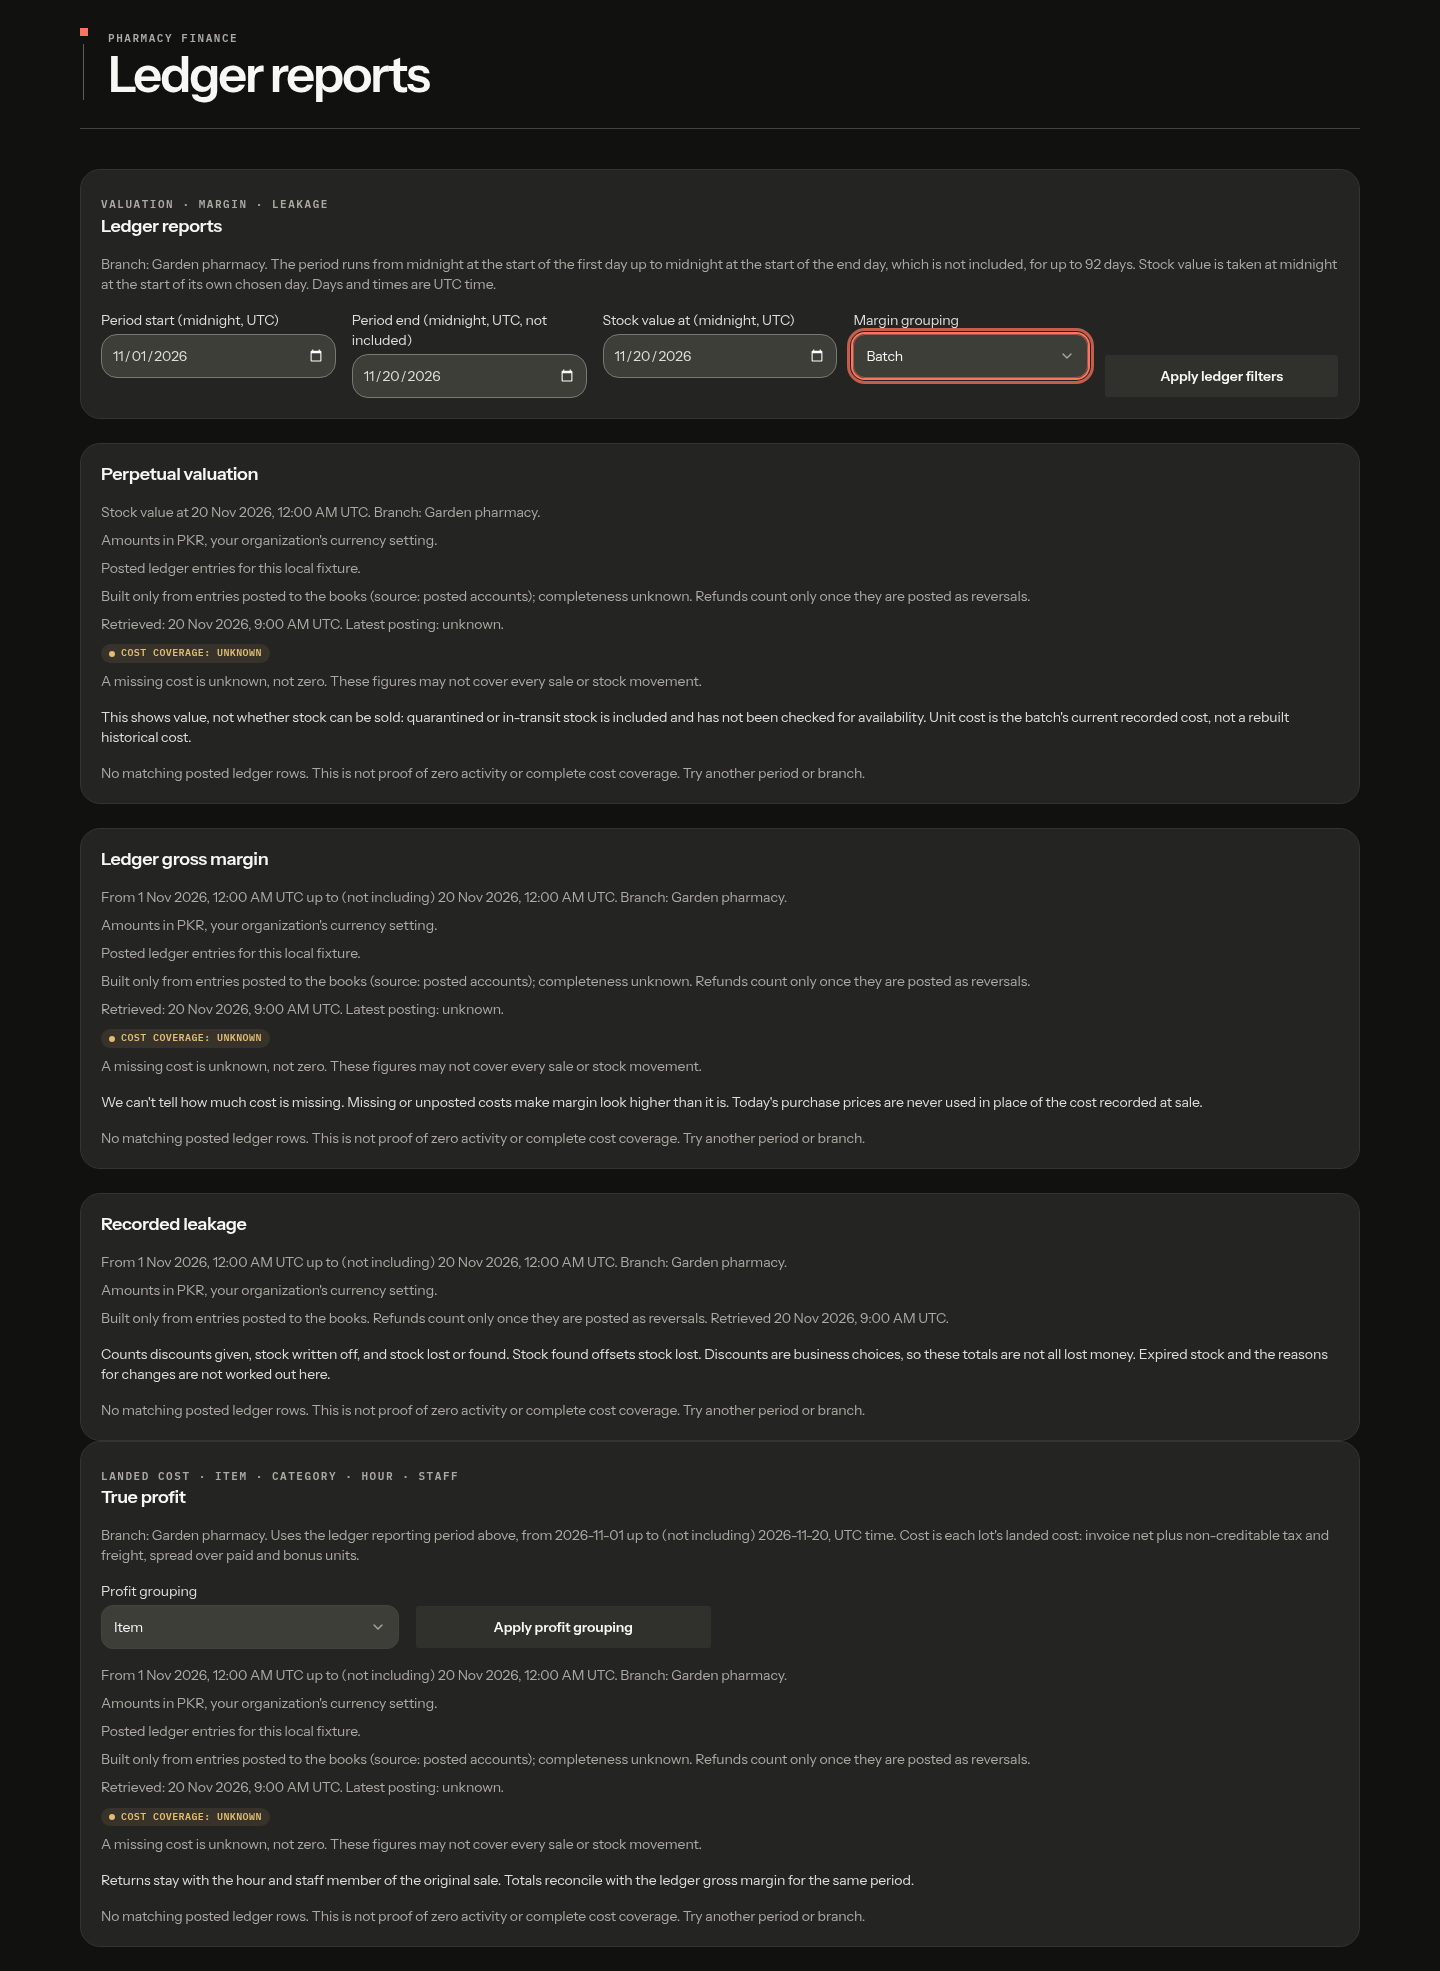 PHARMACY FINANCE
Ledger reports
VALUATION · MARGIN · LEAKAGE
Ledger reports
Branch: Garden pharmacy. The period runs from midnight at the start of the first day up to midnight at the start of the end day, which is not included, for up to 92 days. Stock value is taken at midnight
at the start of its own chosen day. Days and times are UTC time.
Period start (midnight, UTC)
11/01/2026
Period end (midnight, UTC, not
included)
11/20/2026
Stock value at (midnight, UTC)
11/20/2026
Margin grouping
Batch
Apply ledger filters
Perpetual valuation
Stock value at 20 Nov 2026, 12:00 AM UTC. Branch: Garden pharmacy.
Amounts in PKR, your organization's currency setting.
Posted ledger entries for this local fixture.
Built only from entries posted to the books (source: posted accounts); completeness unknown. Refunds count only once they are posted as reversals.
Retrieved: 20 Nov 2026, 9:00 AM UTC. Latest posting: unknown.
COST COVERAGE: UNKNOWN
A missing cost is unknown, not zero. These figures may not cover every sale or stock movement.
This shows value, not whether stock can be sold: quarantined or in-transit stock is included and has not been checked for availability. Unit cost is the batch's current recorded cost, not a rebuilt
historical cost.
No matching posted ledger rows. This is not proof of zero activity or complete cost coverage. Try another period or branch.
Ledger gross margin
From 1 Nov 2026, 12:00 AM UTC up to (not including) 20 Nov 2026, 12:00 AM UTC. Branch: Garden pharmacy.
Amounts in PKR, your organization's currency setting.
Posted ledger entries for this local fixture.
Built only from entries posted to the books (source: posted accounts); completeness unknown. Refunds count only once they are posted as reversals.
Retrieved: 20 Nov 2026, 9:00 AM UTC. Latest posting: unknown.
COST COVERAGE: UNKNOWN
A missing cost is unknown, not zero. These figures may not cover every sale or stock movement.
We can't tell how much cost is missing. Missing or unposted costs make margin look higher than it is. Today's purchase prices are never used in place of the cost recorded at sale.
No matching posted ledger rows. This is not proof of zero activity or complete cost coverage. Try another period or branch.
Recorded leakage
From 1 Nov 2026, 12:00 AM UTC up to (not including) 20 Nov 2026, 12:00 AM UTC. Branch: Garden pharmacy.
Amounts in PKR, your organization's currency setting.
Built only from entries posted to the books. Refunds count only once they are posted as reversals. Retrieved 20 Nov 2026, 9:00 AM UTC.
Counts discounts given, stock written off, and stock lost or found. Stock found offsets stock lost. Discounts are business choices, so these totals are not all lost money. Expired stock and the reasons
for changes are not worked out here.
No matching posted ledger rows. This is not proof of zero activity or complete cost coverage. Try another period or branch.
LANDED COST · ITEM · CATEGORY · HOUR · STAFF
True profit
Branch: Garden pharmacy. Uses the ledger reporting period above, from 2026-11-01 up to (not including) 2026-11-20, UTC time. Cost is each lot's landed cost: invoice net plus non-creditable tax and
freight, spread over paid and bonus units.
Profit grouping
Item
Apply profit grouping
From 1 Nov 2026, 12:00 AM UTC up to (not including) 20 Nov 2026, 12:00 AM UTC. Branch: Garden pharmacy.
Amounts in PKR, your organization's currency setting.
Posted ledger entries for this local fixture.
Built only from entries posted to the books (source: posted accounts); completeness unknown. Refunds count only once they are posted as reversals.
Retrieved: 20 Nov 2026, 9:00 AM UTC. Latest posting: unknown.
COST COVERAGE: UNKNOWN
A missing cost is unknown, not zero. These figures may not cover every sale or stock movement.
Returns stay with the hour and staff member of the original sale. Totals reconcile with the ledger gross margin for the same period.
No matching posted ledger rows. This is not proof of zero activity or complete cost coverage. Try another period or branch.